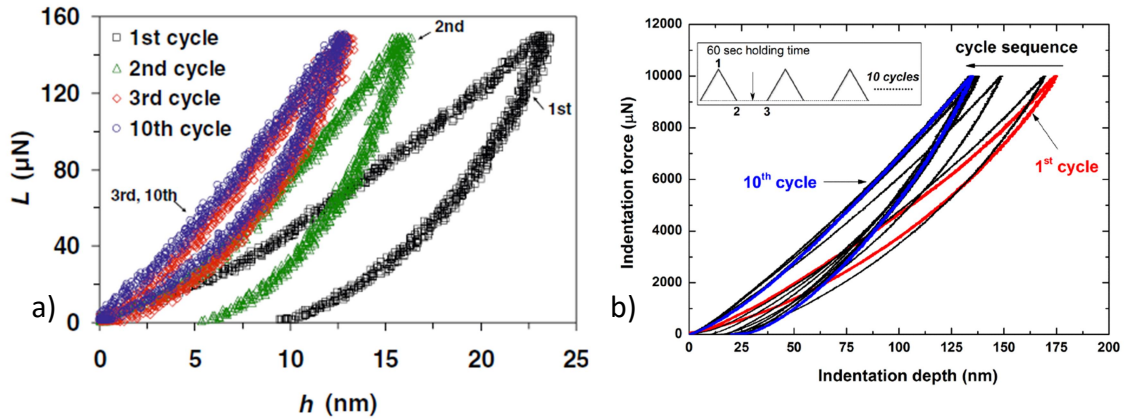 a)
L (μN)
160
120
80
40
0
1st cycle
2nd cycle
3rd cycle
10th cycle
2nd
1st
3rd, 10th
0 5 10 15 20 25
h (nm)
b)
Indentation force (μN)
12000
10000
8000
6000
4000
2000
0
60 sec holding time
1
2 3
10 cycles
cycle sequence
10th cycle
1st cycle
0 25 50 75 100 125 150 175 200
Indentation depth (nm)